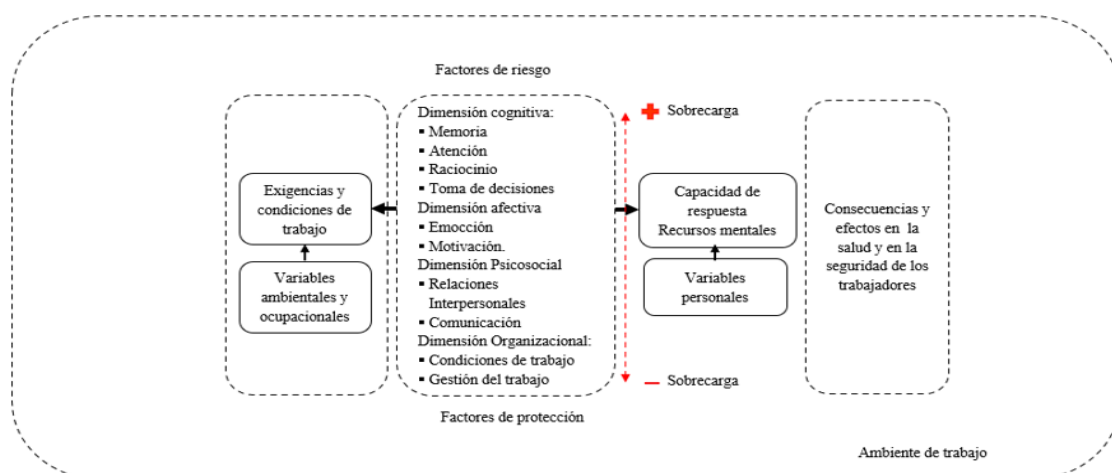 Factores de riesgo
Exigencias y
condiciones de
trabajo
Variables
ambientales y
ocupacionales
Dimensión cognitiva:
▪ Memoria
▪ Atención
▪ Raciocinio
▪ Toma de decisiones
Dimensión afectiva
▪ Emocción
▪ Motivación.
Dimensión Psicosocial
▪ Relaciones
Interpersonales
▪ Comunicación
Dimensión Organizacional:
▪ Condiciones de trabajo
▪ Gestión del trabajo
Factores de protección
+ Sobrecarga
Capacidad de
respuesta
Recursos mentales
Variables
personales
– Sobrecarga
Consecuencias y
efectos en la
salud y en la
seguridad de los
trabajadores
Ambiente de trabajo